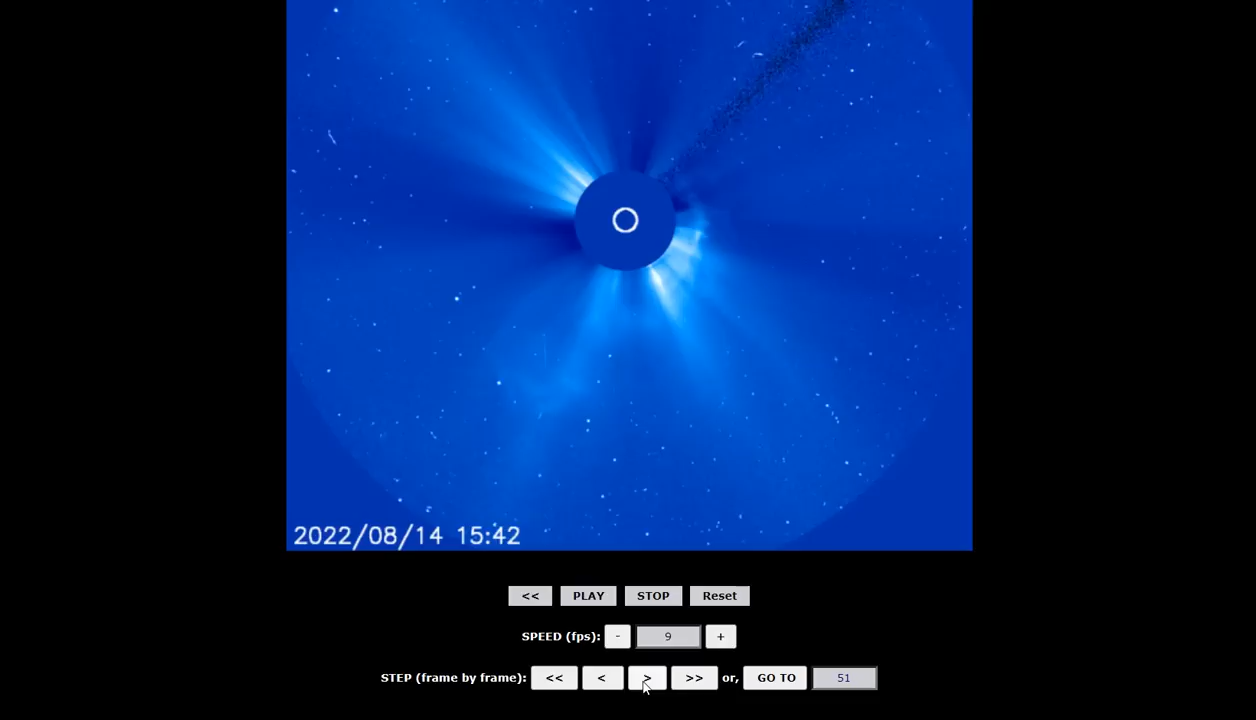 2022/08/14 15:42
<< PLAY STOP Reset
SPEED (fps): - 9 +
STEP (frame by frame): << < > >> or, GO TO 51